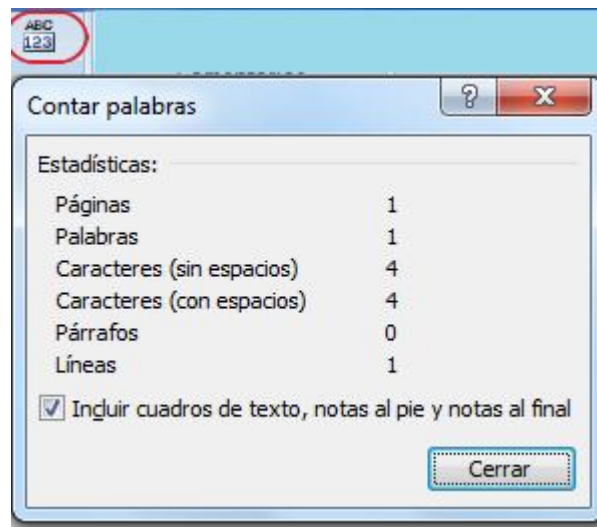 ABC
123
Contar palabras
Estadísticas:
Páginas 1
Palabras 1
Caracteres (sin espacios) 4
Caracteres (con espacios) 4
Párrafos 0
Líneas 1
Incluir cuadros de texto, notas al pie y notas al final
Cerrar